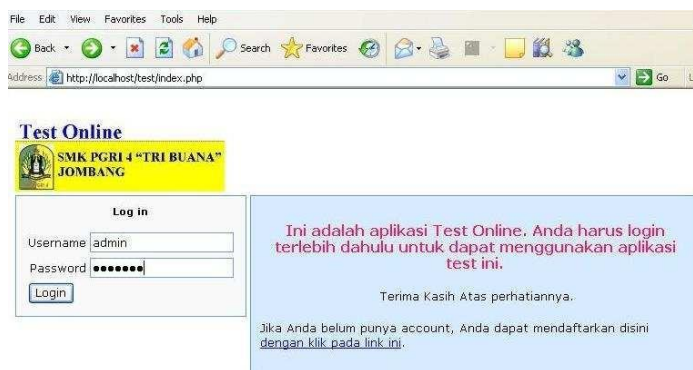 File Edit View Favorites Tools Help
Back Search Favorites
Address http://localhost/test/index.php Go
Test Online
SMK PGRI 4 “TRI BUANA”
JOMBANG
Log in
Username admin
Password ●●●●●●●
Login
Ini adalah aplikasi Test Online. Anda harus login
terlebih dahulu untuk dapat menggunakan aplikasi
test ini.
Terima Kasih Atas perhatiannya.
Jika Anda belum punya account, Anda dapat mendaftarkan disini
dengan klik pada link ini.